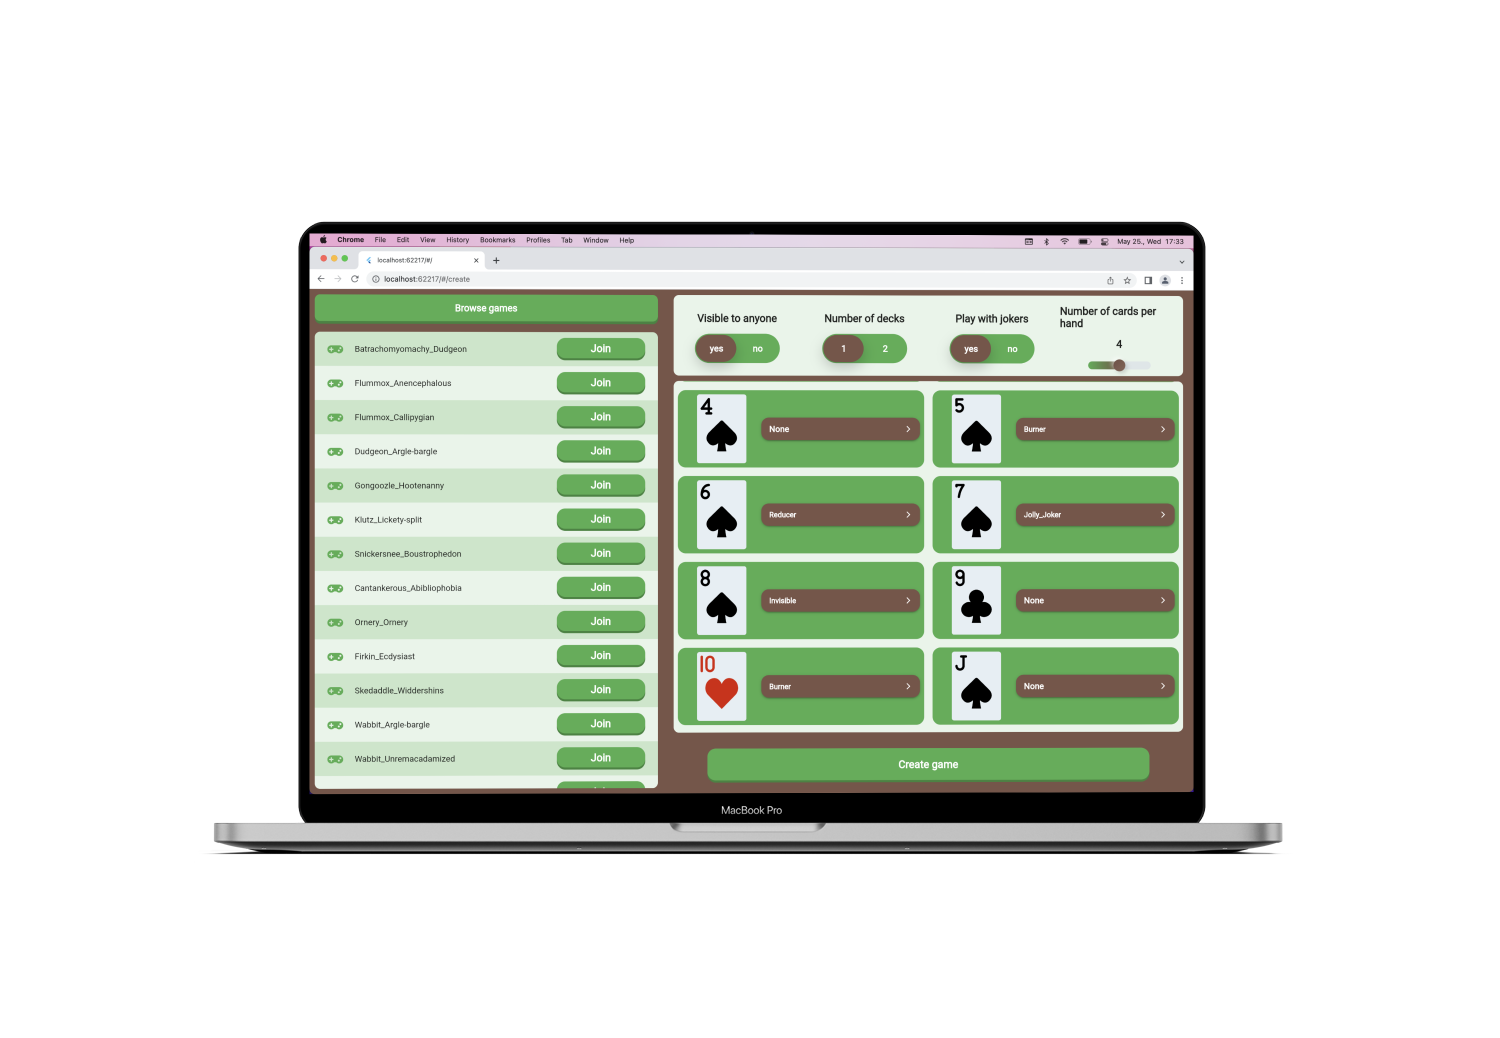 Chrome File Edit View History Bookmarks Profiles Tab Window Help
May 25., Wed 17:33
localhost:62217/#/
localhost:62217/#/create
Browse games
Batrachomyomachy_Dudgeon Join
Flummox_Anencephalous Join
Flummox_Callipygian Join
Dudgeon_Argle-bargle Join
Gongoozle_Hootenanny Join
Klutz_Lickety-split Join
Snickersnee_Boustrophedon Join
Cantankerous_Abibliophobia Join
Ornery_Ornery Join
Firkin_Ecdysiast Join
Skedaddle_Widdershins Join
Wabbit_Argle-bargle Join
Wabbit_Unremacadamized Join
Visible to anyone
yes no
Number of decks
1 2
Play with jokers
yes no
Number of cards per
hand
4
4 None
5 Burner
6 Reducer
7 Jolly_Joker
8 Invisible
9 None
10 Burner
J None
Create game
MacBook Pro